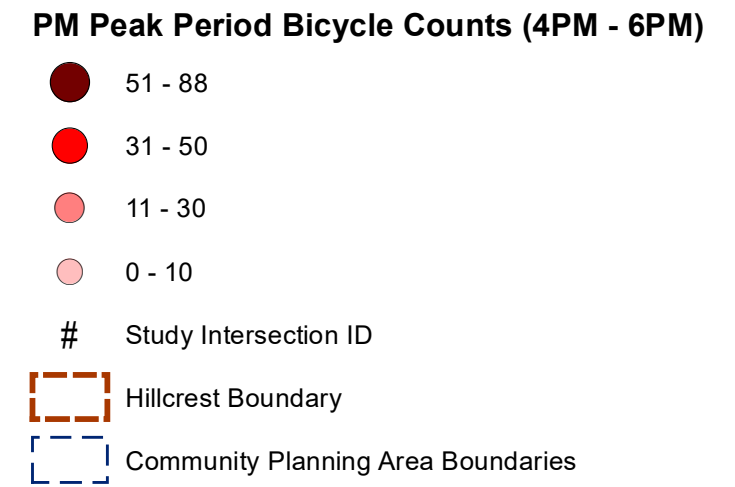 PM Peak Period Bicycle Counts (4PM - 6PM)
51 - 88
31 - 50
11 - 30
0 - 10
# Study Intersection ID
Hillcrest Boundary
Community Planning Area Boundaries